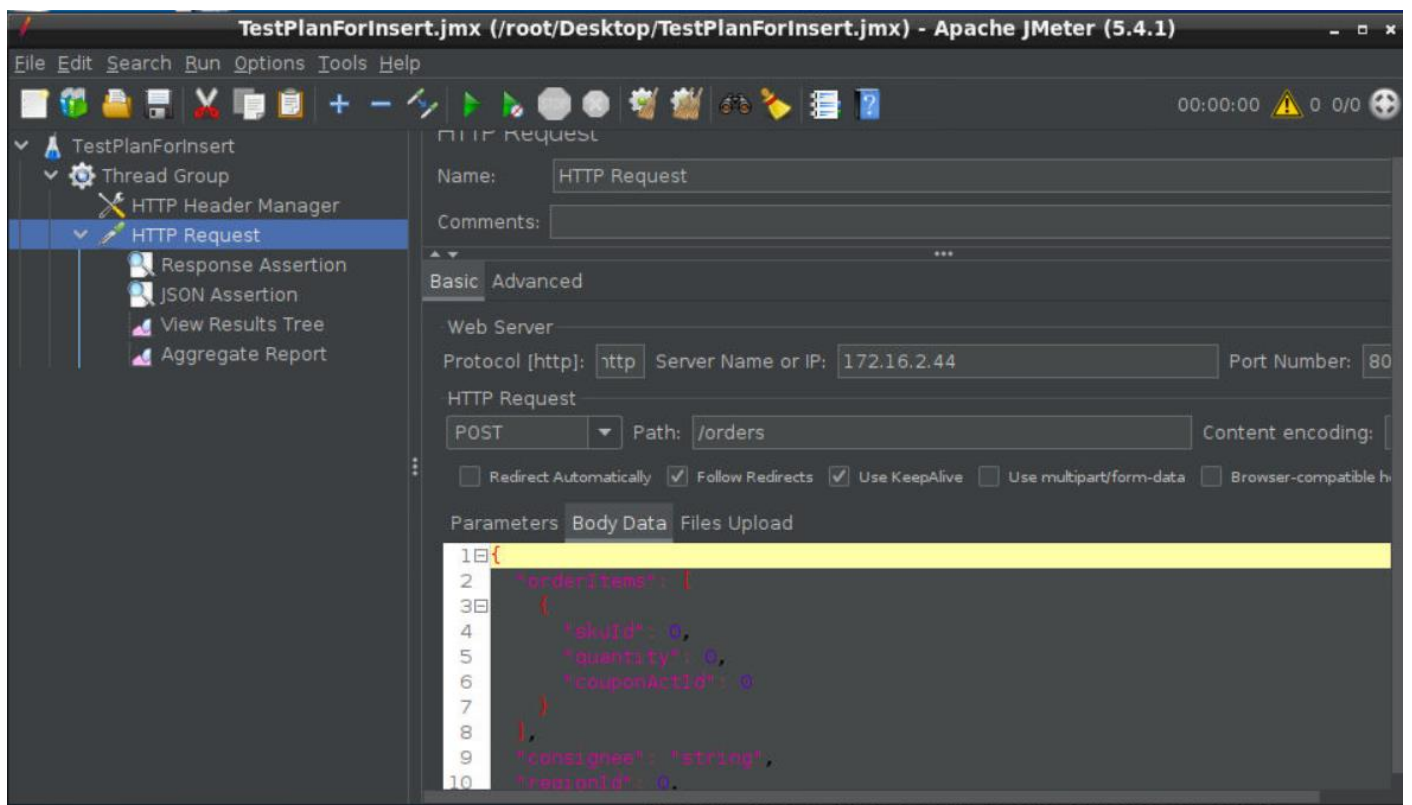 TestPlanForInsert.jmx (/root/Desktop/TestPlanForInsert.jmx) - Apache JMeter (5.4.1)
File Edit Search Run Options Tools Help
00:00:00 0 0/0
TestPlanForInsert
Thread Group
HTTP Header Manager
HTTP Request
Response Assertion
JSON Assertion
View Results Tree
Aggregate Report
HTTP Request
Name: HTTP Request
Comments:
Basic Advanced
Web Server
Protocol [http]: http Server Name or IP: 172.16.2.44 Port Number: 80
HTTP Request
POST Path: /orders Content encoding:
Redirect Automatically Follow Redirects Use KeepAlive Use multipart/form-data Browser-compatible h
Parameters Body Data Files Upload
1 {
2 "orderItems": [
3 {
4 "skuId": 0,
5 "quantity": 0,
6 "couponActId": 0
7 }
8 ],
9 "consignee": "string",
10 "regionId": 0,